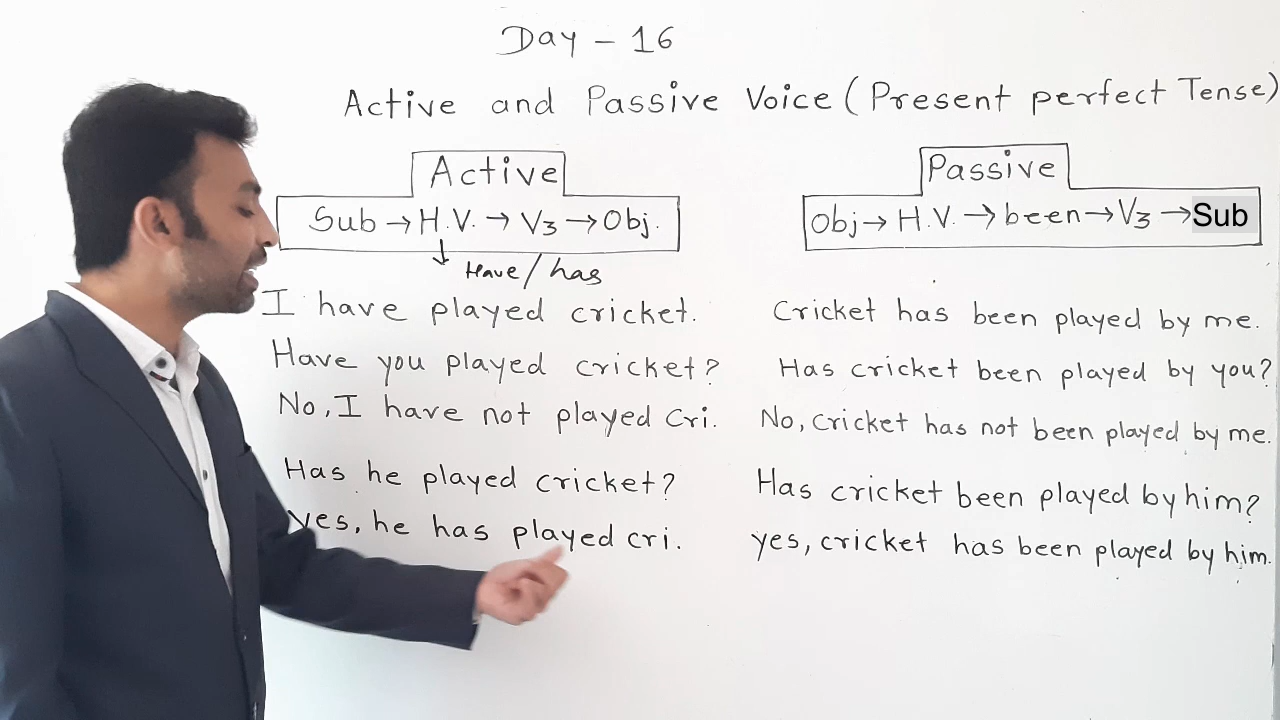 Day - 16
Active and Passive Voice (Present perfect Tense)
Active
Sub → H.V. → V3 → Obj.
Have / has
I have played cricket.
Have you played cricket?
No, I have not played cri.
Has he played cricket?
yes, he has played cri.
Passive
Obj → H.V. → been → V3 → Sub
Cricket has been played by me.
Has cricket been played by you?
No, cricket has not been played by me.
Has cricket been played by him?
yes, cricket has been played by him.